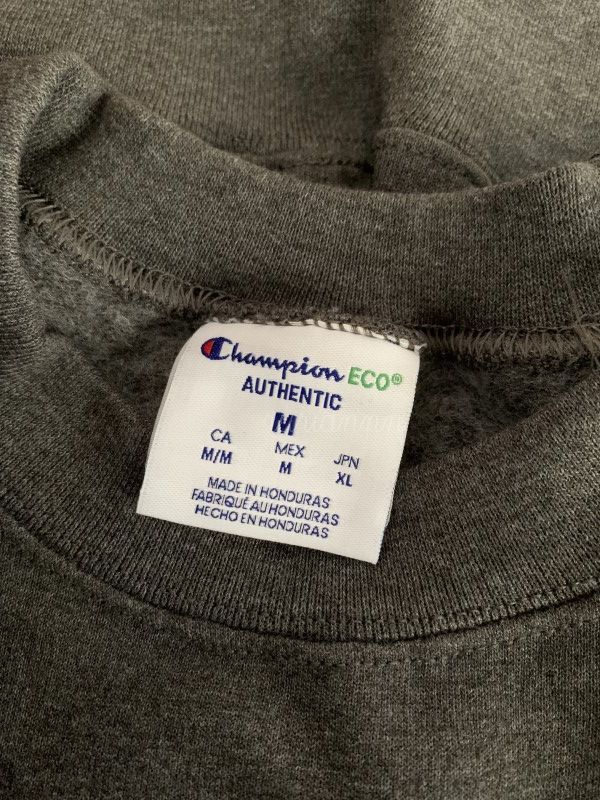 Champion ECO®
AUTHENTIC
M
CA MEX JPN
M/M M XL
MADE IN HONDURAS
FABRIQUÉ AU HONDURAS
HECHO EN HONDURAS